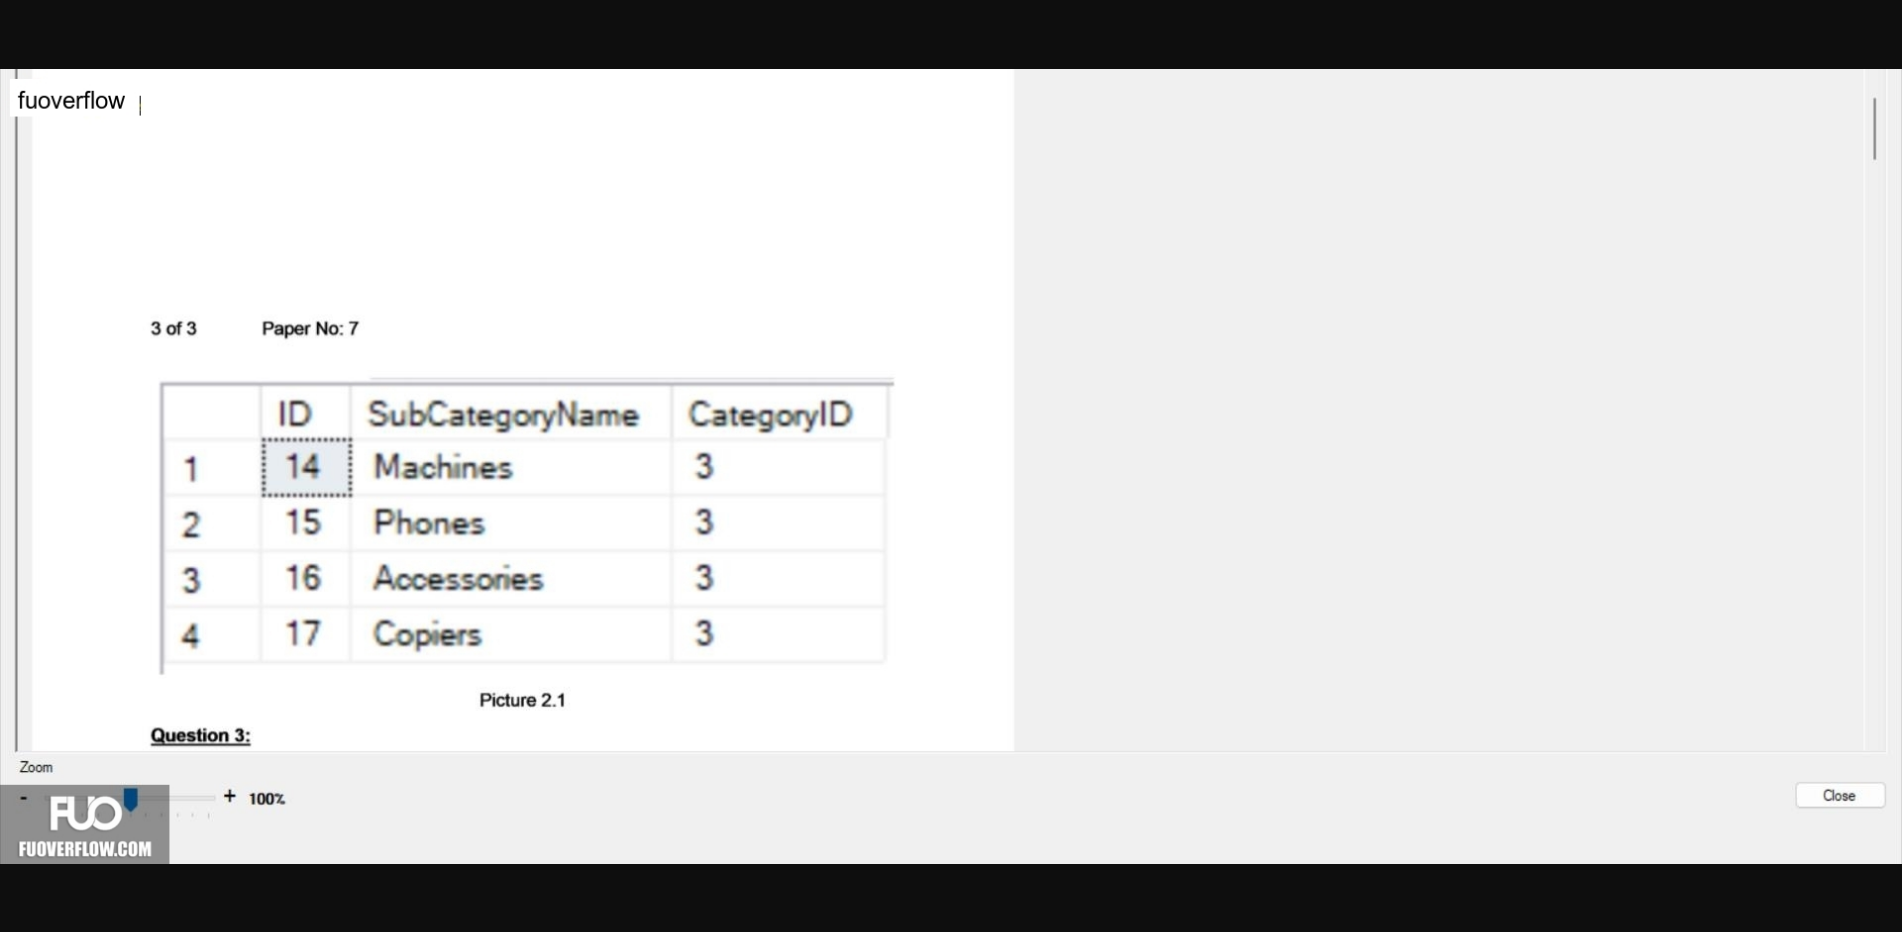 fuoverflow
3 of 3 Paper No: 7
ID SubCategoryName CategoryID
1 14 Machines 3
2 15 Phones 3
3 16 Accessories 3
4 17 Copiers 3
Picture 2.1
Question 3:
Zoom
- + 100%
Close
FUO
FUOVERFLOW.COM